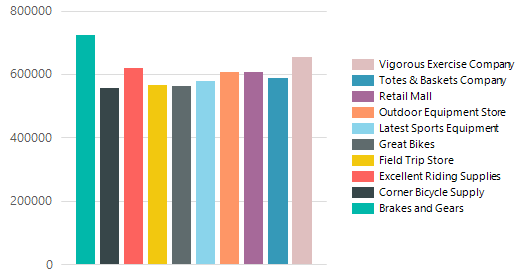 800000
600000
400000
200000
0
Vigorous Exercise Company
Totes & Baskets Company
Retail Mall
Outdoor Equipment Store
Latest Sports Equipment
Great Bikes
Field Trip Store
Excellent Riding Supplies
Corner Bicycle Supply
Brakes and Gears